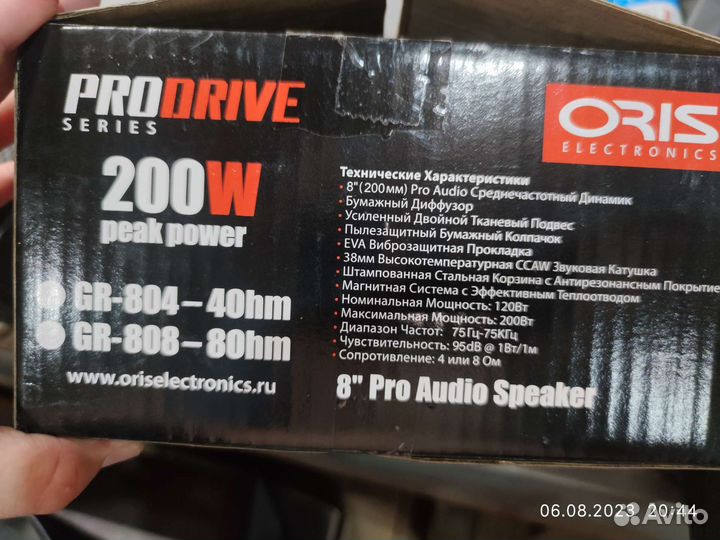 PRODRIVE
SERIES
200W
peak power
GR-804 – 4Ohm
GR-808 – 8Ohm
www.oriselectronics.ru
ORIS
ELECTRONICS
Технические Характеристики
• 8" (200мм) Pro Audio Среднечастотный Динамик
• Бумажный Диффузор
• Усиленный Двойной Тканевый Подвес
• Пылезащитный Бумажный Колпачок
• EVA Виброзащитная Прокладка
• 38мм Высокотемпературная CCAW Звуковая Катушка
• Штампованная Стальная Корзина с Антирезонансным Покрытие
• Магнитная Система с Эффективным Теплоотводом
• Номинальная Мощность: 120Вт
• Максимальная Мощность: 200Вт
• Диапазон Частот: 75Гц-75КГц
• Чувствительность: 95dB @ 1Вт/1м
• Сопротивление: 4 или 8 Ом
8" Pro Audio Speaker
06.08.2023 20:44
Avito